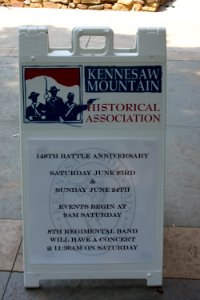 KENNESAW
MOUNTAIN
HISTORICAL
ASSOCIATION
148TH BATTLE ANNIVERSARY
SATURDAY JUNE 23RD
&
SUNDAY JUNE 24TH
EVENTS BEGIN AT
9AM SATURDAY
8TH REGIMENTAL BAND
WILL HAVE A CONCERT
@ 11:30AM ON SATURDAY